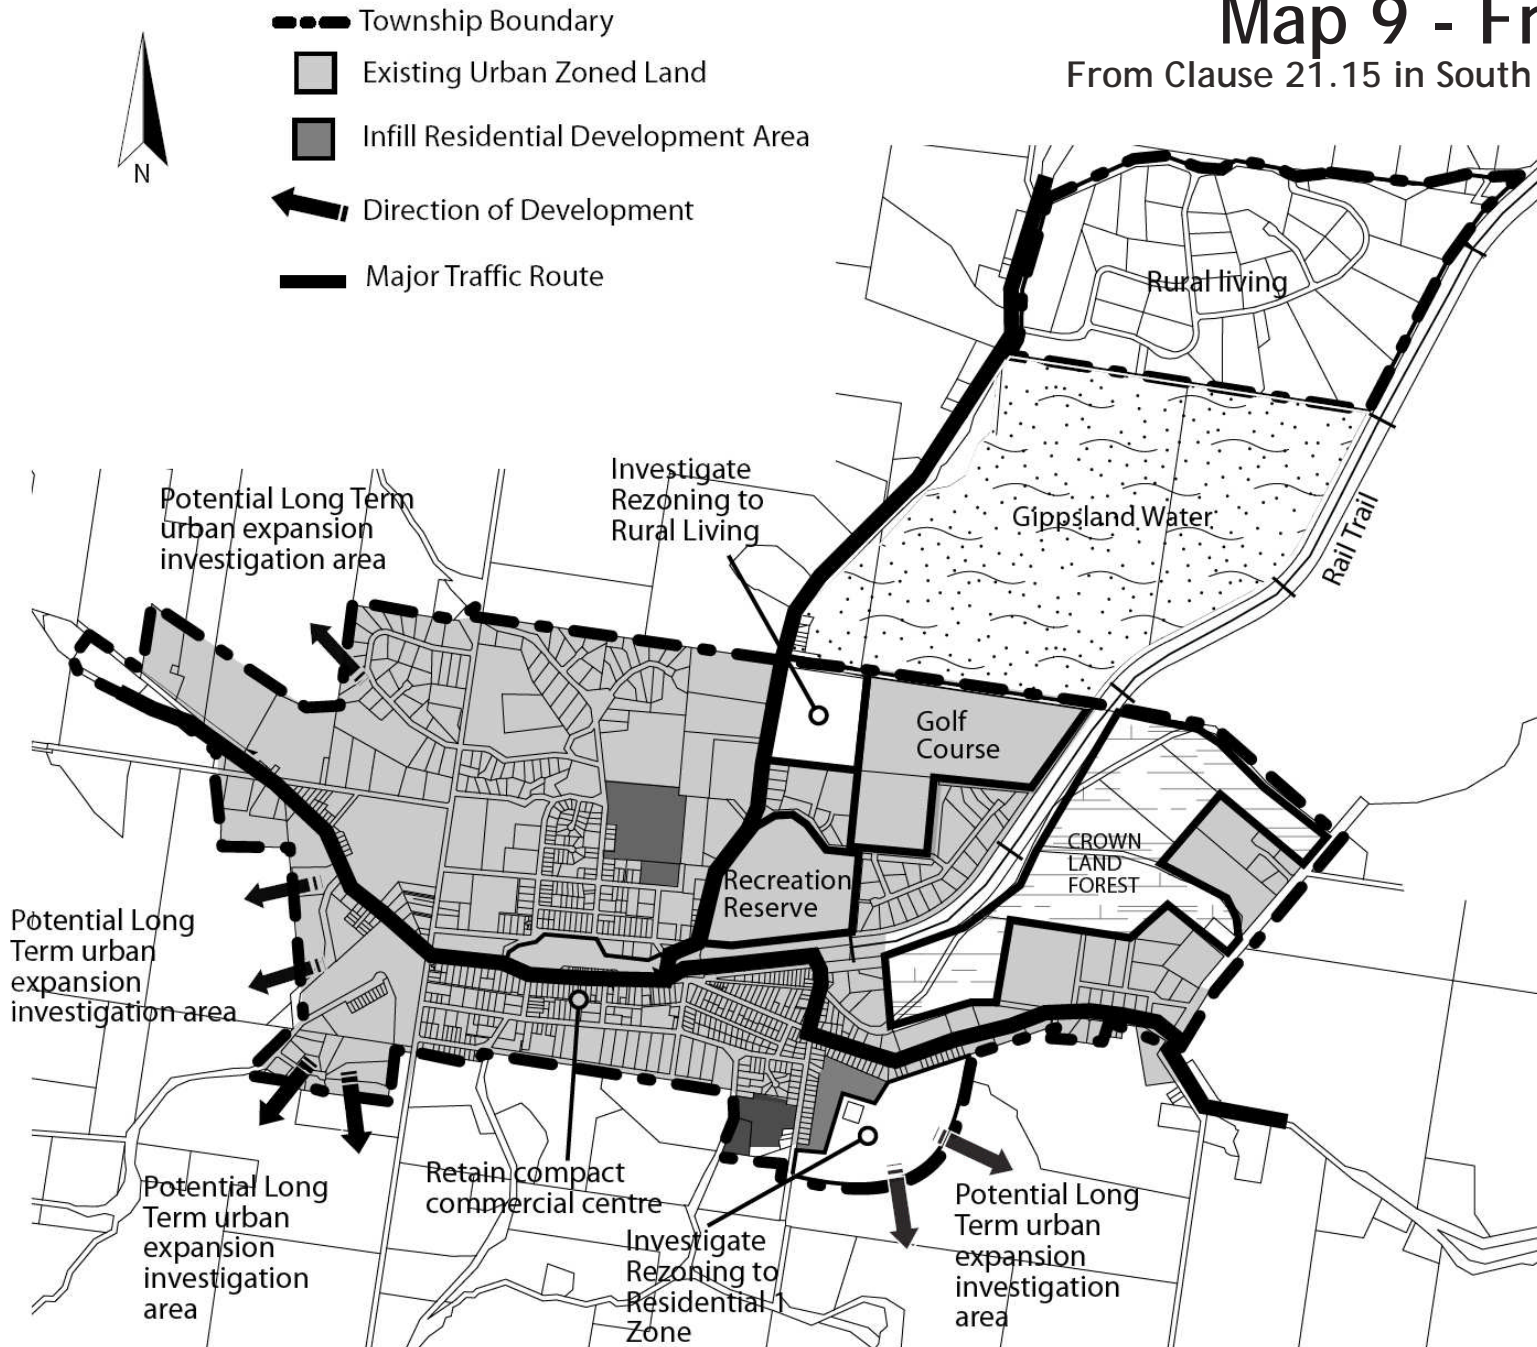 Map 9 - Fr
From Clause 21.15 in South
Township Boundary
Existing Urban Zoned Land
Infill Residential Development Area
Direction of Development
Major Traffic Route
N
Rural living
Investigate
Rezoning to
Rural Living
Potential Long Term
urban expansion
investigation area
Gippsland Water
Rail Trail
Golf
Course
CROWN
LAND
FOREST
Recreation
Reserve
Potential Long
Term urban
expansion
investigation area
Retain compact
commercial centre
Potential Long
Term urban
expansion
investigation
area
Investigate
Rezoning to
Residential 1
Zone
Potential Long
Term urban
expansion
investigation
area